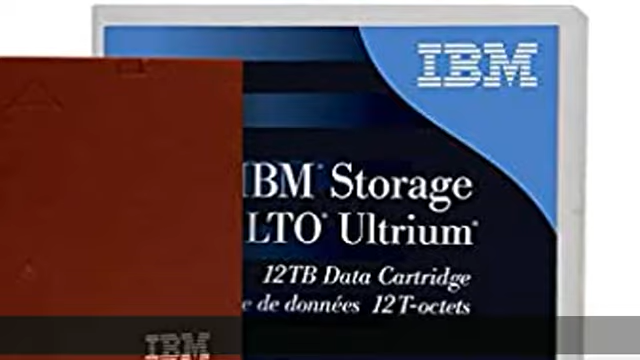 IBM
IBM Storage
LTO Ultrium
12TB Data Cartridge
e de données 12T-octets
IBM